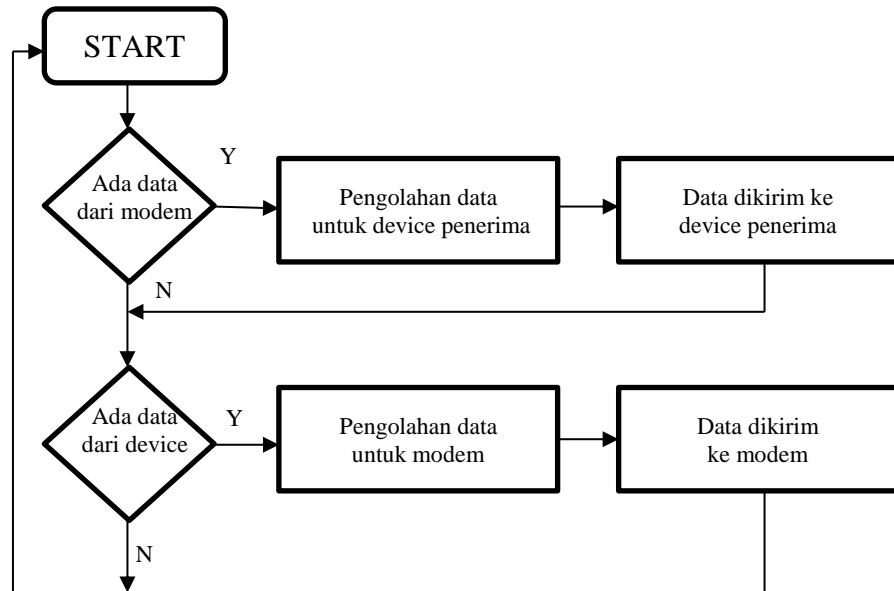 START
Ada data
dari modem
Y
Pengolahan data
untuk device penerima
Data dikirim ke
device penerima
N
Ada data
dari device
Y
Pengolahan data
untuk modem
Data dikirim
ke modem
N